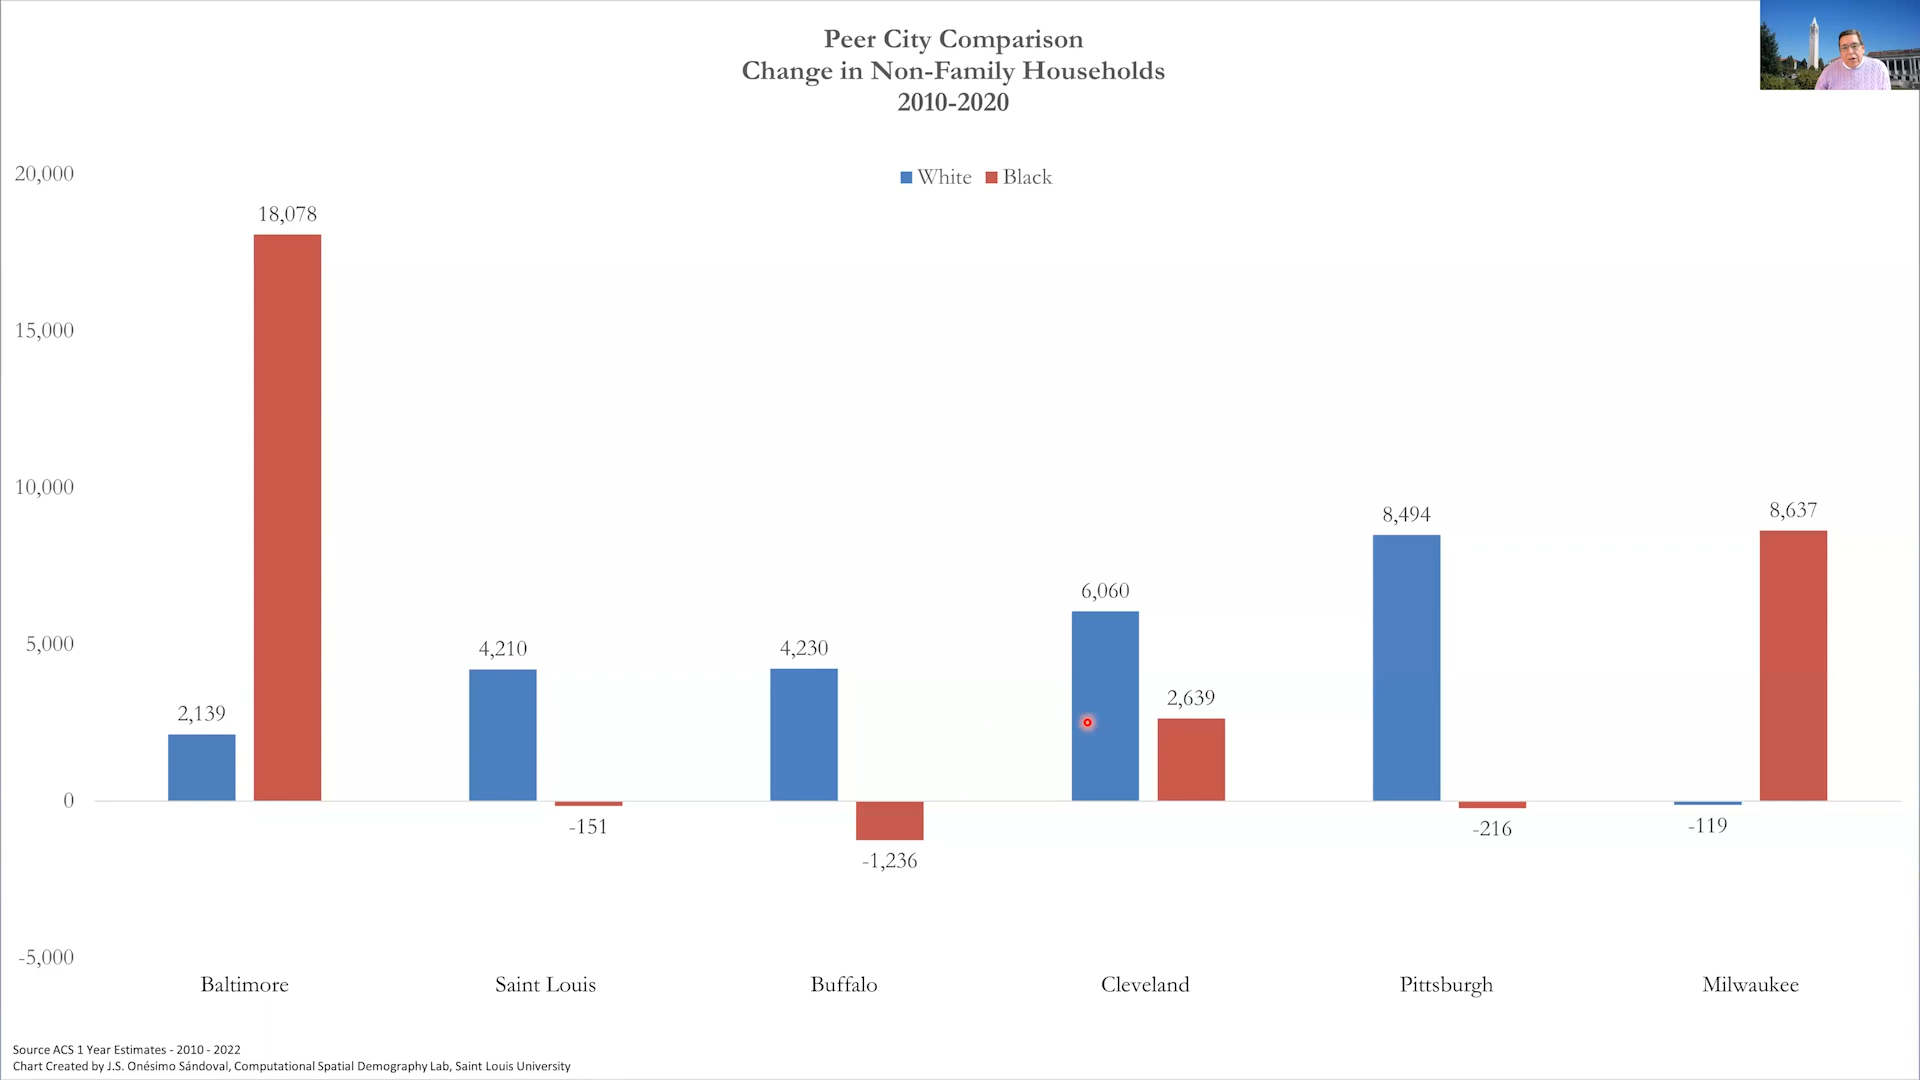 Peer City Comparison
Change in Non-Family Households
2010-2020
White Black
20,000
15,000
10,000
5,000
0
-5,000
2,139
18,078
4,210
-151
4,230
-1,236
6,060
2,639
8,494
-216
-119
8,637
Baltimore
Saint Louis
Buffalo
Cleveland
Pittsburgh
Milwaukee
Source ACS 1 Year Estimates - 2010 - 2022
Chart Created by J.S. Onésimo Sándoval, Computational Spatial Demography Lab, Saint Louis University